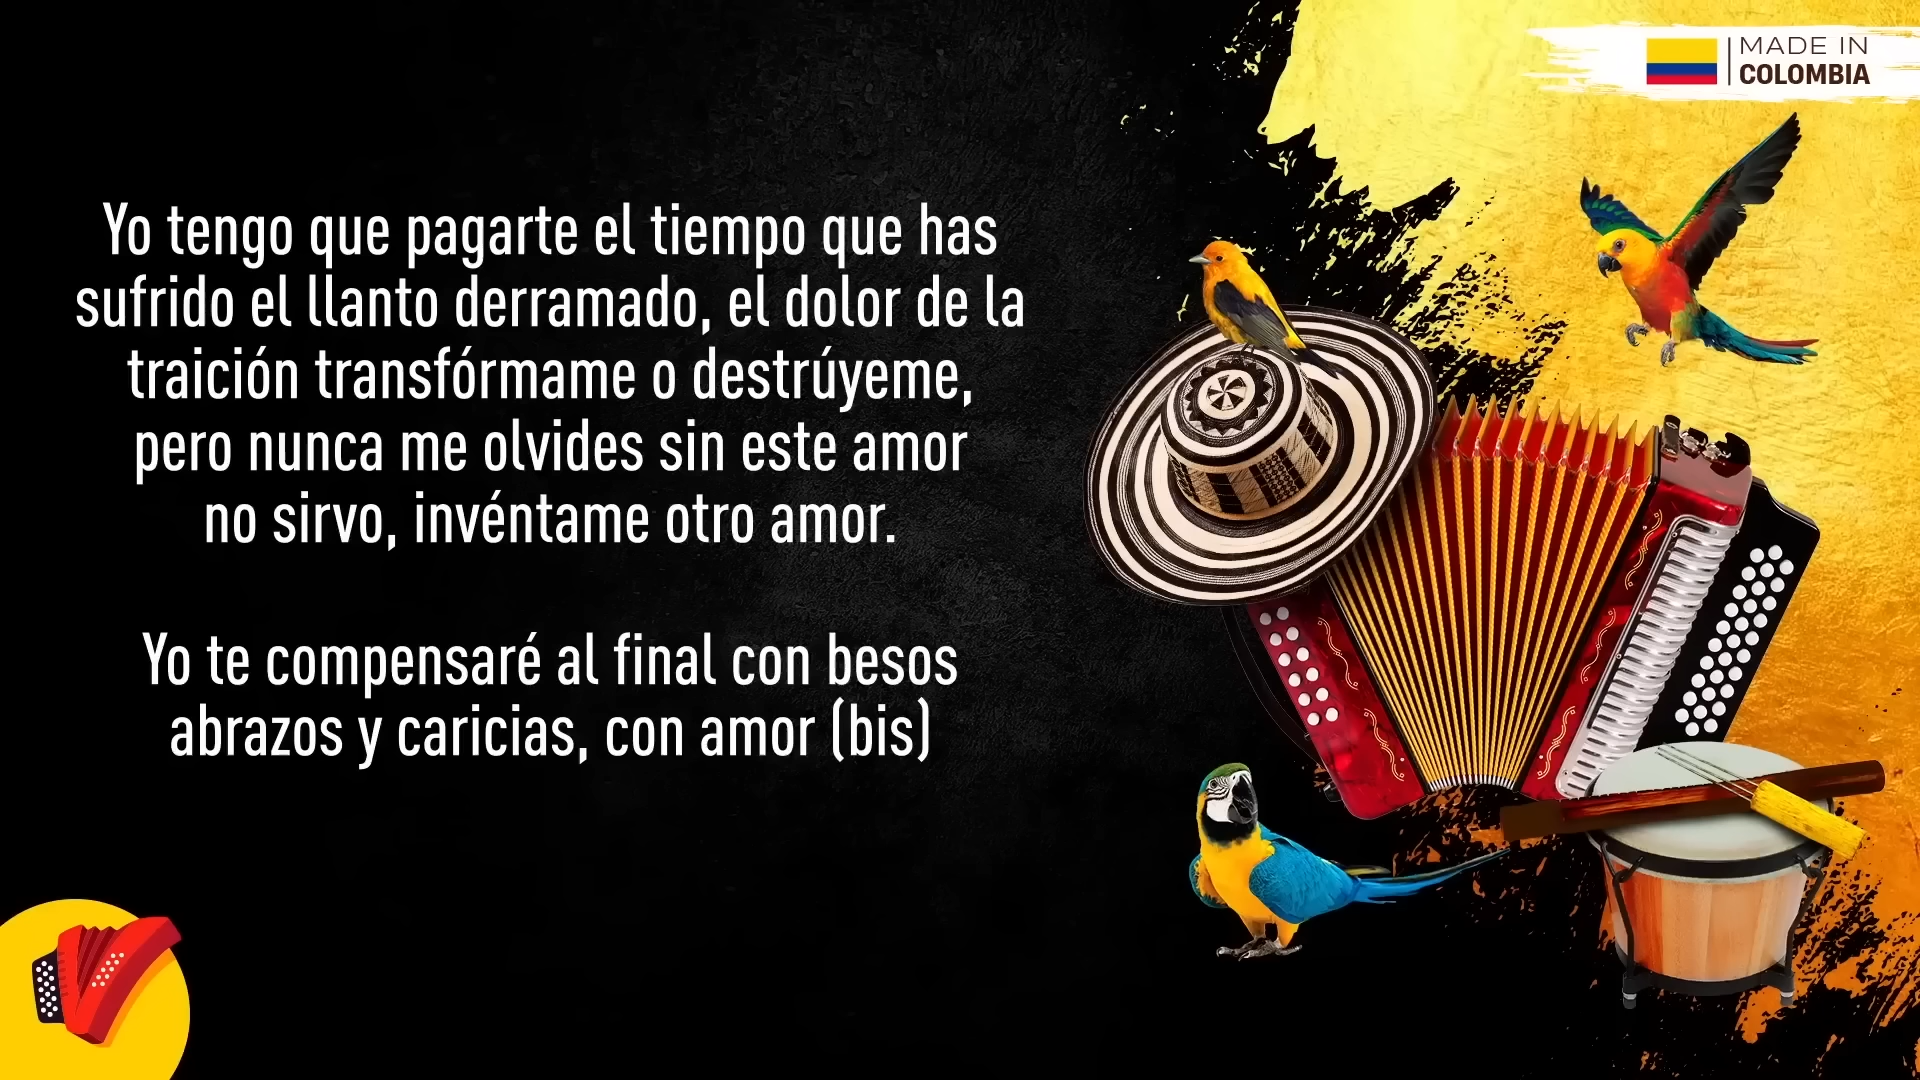 MADE IN
COLOMBIA
Yo tengo que pagarte el tiempo que has
sufrido el llanto derramado, el dolor de la
traición transfórmame o destrúyeme,
pero nunca me olvides sin este amor
no sirvo, invéntame otro amor.
Yo te compensaré al final con besos
abrazos y caricias, con amor (bis)